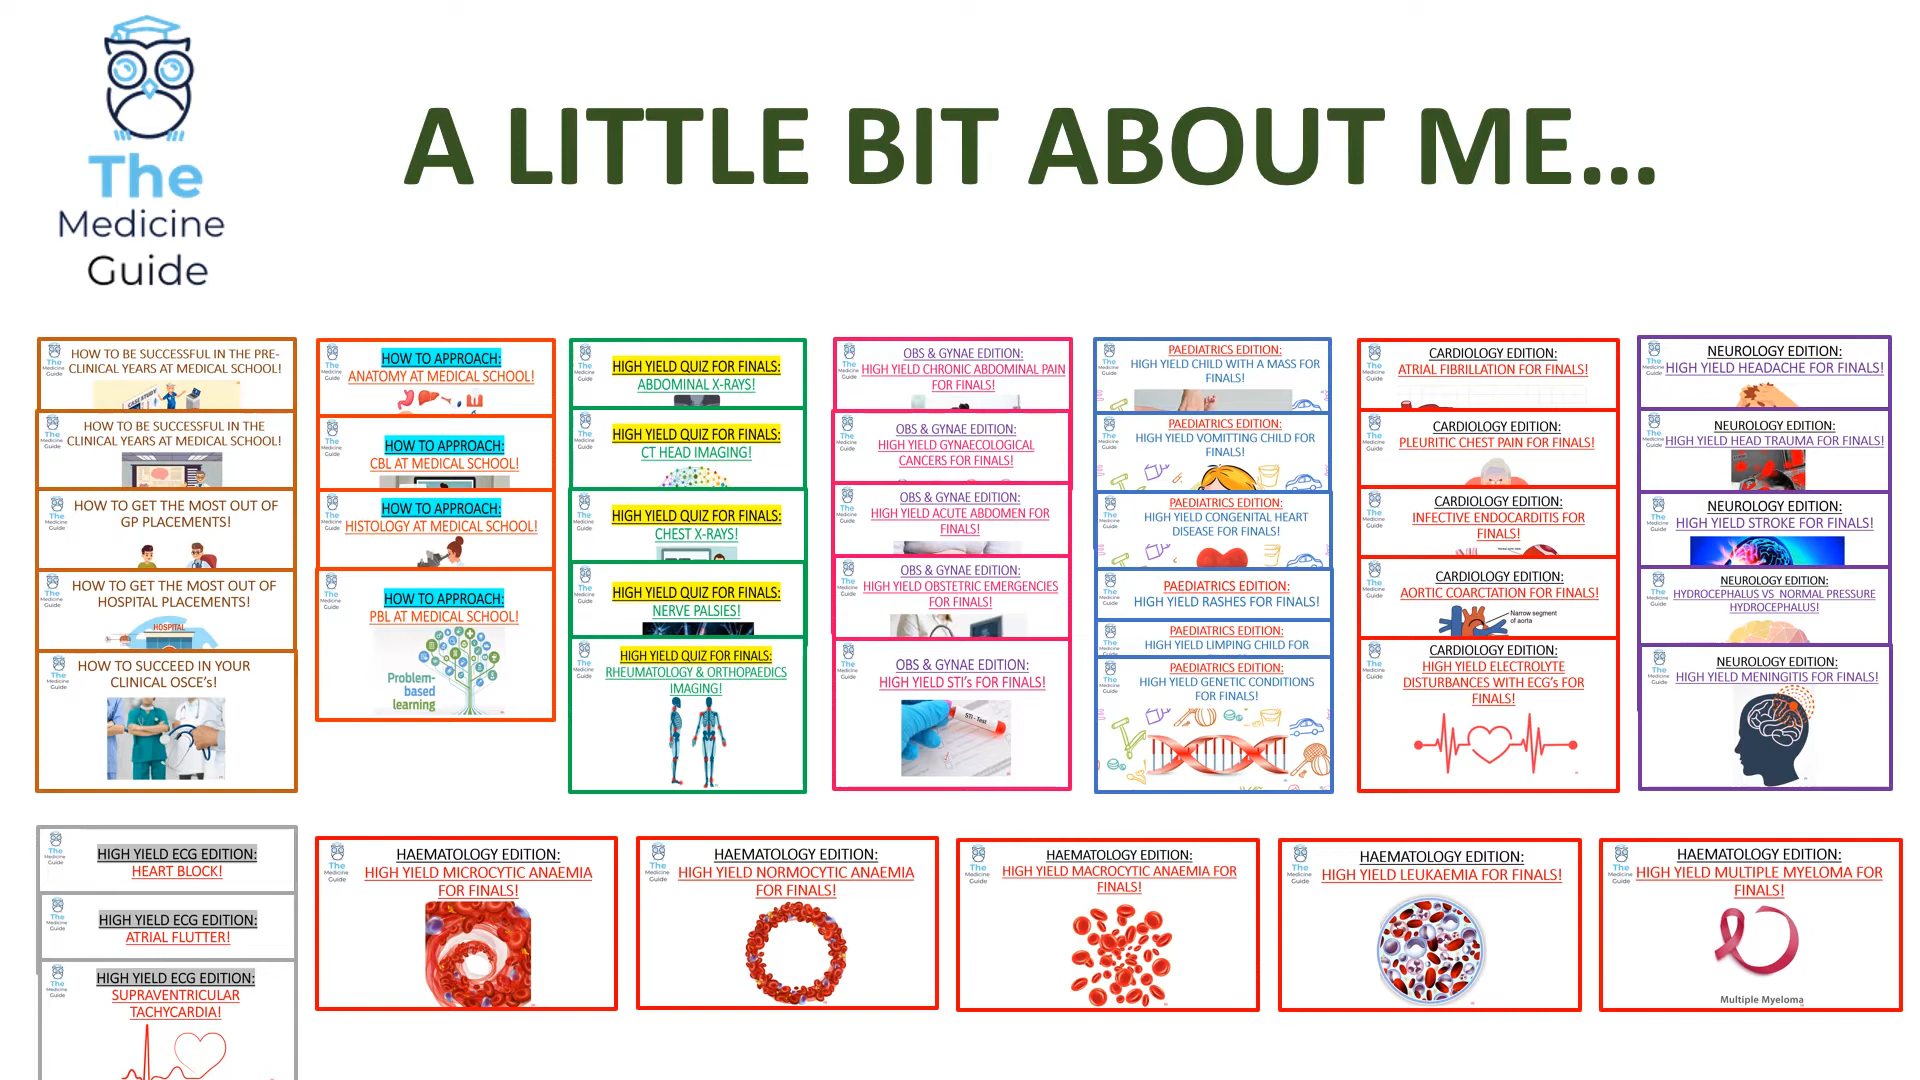 The
Medicine
Guide
A LITTLE BIT ABOUT ME...
HOW TO BE SUCCESSFUL IN THE PRE-
CLINICAL YEARS AT MEDICAL SCHOOL!
HOW TO BE SUCCESSFUL IN THE
CLINICAL YEARS AT MEDICAL SCHOOL!
HOW TO GET THE MOST OUT OF
GP PLACEMENTS!
HOW TO GET THE MOST OUT OF
HOSPITAL PLACEMENTS!
HOSPITAL
HOW TO SUCCEED IN YOUR
CLINICAL OSCE's!
HOW TO APPROACH:
ANATOMY AT MEDICAL SCHOOL!
HOW TO APPROACH:
CBL AT MEDICAL SCHOOL!
HOW TO APPROACH:
HISTOLOGY AT MEDICAL SCHOOL!
HOW TO APPROACH:
PBL AT MEDICAL SCHOOL!
Problem-
based
learning
HIGH YIELD QUIZ FOR FINALS:
ABDOMINAL X-RAYS!
HIGH YIELD QUIZ FOR FINALS:
CT HEAD IMAGING!
HIGH YIELD QUIZ FOR FINALS:
CHEST X-RAYS!
HIGH YIELD QUIZ FOR FINALS:
NERVE PALSIES!
HIGH YIELD QUIZ FOR FINALS:
RHEUMATOLOGY & ORTHOPAEDICS
IMAGING!
OBS & GYNAE EDITION:
HIGH YIELD CHRONIC ABDOMINAL PAIN
FOR FINALS!
OBS & GYNAE EDITION:
HIGH YIELD GYNAECOLOGICAL
CANCERS FOR FINALS!
OBS & GYNAE EDITION:
HIGH YIELD ACUTE ABDOMEN FOR
FINALS!
OBS & GYNAE EDITION:
HIGH YIELD OBSTETRIC EMERGENCIES
FOR FINALS!
OBS & GYNAE EDITION:
HIGH YIELD STI's FOR FINALS!
STI - Test
PAEDIATRICS EDITION:
HIGH YIELD CHILD WITH A MASS FOR
FINALS!
PAEDIATRICS EDITION:
HIGH YIELD VOMITTING CHILD FOR
FINALS!
PAEDIATRICS EDITION:
HIGH YIELD CONGENITAL HEART
DISEASE FOR FINALS!
PAEDIATRICS EDITION:
HIGH YIELD RASHES FOR FINALS!
PAEDIATRICS EDITION:
HIGH YIELD LIMPING CHILD FOR
PAEDIATRICS EDITION:
HIGH YIELD GENETIC CONDITIONS
FOR FINALS!
CARDIOLOGY EDITION:
ATRIAL FIBRILLATION FOR FINALS!
CARDIOLOGY EDITION:
PLEURITIC CHEST PAIN FOR FINALS!
CARDIOLOGY EDITION:
INFECTIVE ENDOCARDITIS FOR
FINALS!
CARDIOLOGY EDITION:
AORTIC COARCTATION FOR FINALS!
Narrow segment
of aorta
CARDIOLOGY EDITION:
HIGH YIELD ELECTROLYTE
DISTURBANCES WITH ECG's FOR
FINALS!
NEUROLOGY EDITION:
HIGH YIELD HEADACHE FOR FINALS!
NEUROLOGY EDITION:
HIGH YIELD HEAD TRAUMA FOR FINALS!
NEUROLOGY EDITION:
HIGH YIELD STROKE FOR FINALS!
NEUROLOGY EDITION:
HYDROCEPHALUS VS NORMAL PRESSURE
HYDROCEPHALUS!
NEUROLOGY EDITION:
HIGH YIELD MENINGITIS FOR FINALS!
HIGH YIELD ECG EDITION:
HEART BLOCK!
HIGH YIELD ECG EDITION:
ATRIAL FLUTTER!
HIGH YIELD ECG EDITION:
SUPRAVENTRICULAR
TACHYCARDIA!
HAEMATOLOGY EDITION:
HIGH YIELD MICROCYTIC ANAEMIA
FOR FINALS!
HAEMATOLOGY EDITION:
HIGH YIELD NORMOCYTIC ANAEMIA
FOR FINALS!
HAEMATOLOGY EDITION:
HIGH YIELD MACROCYTIC ANAEMIA FOR
FINALS!
HAEMATOLOGY EDITION:
HIGH YIELD LEUKAEMIA FOR FINALS!
HAEMATOLOGY EDITION:
HIGH YIELD MULTIPLE MYELOMA FOR
FINALS!
Multiple Myeloma